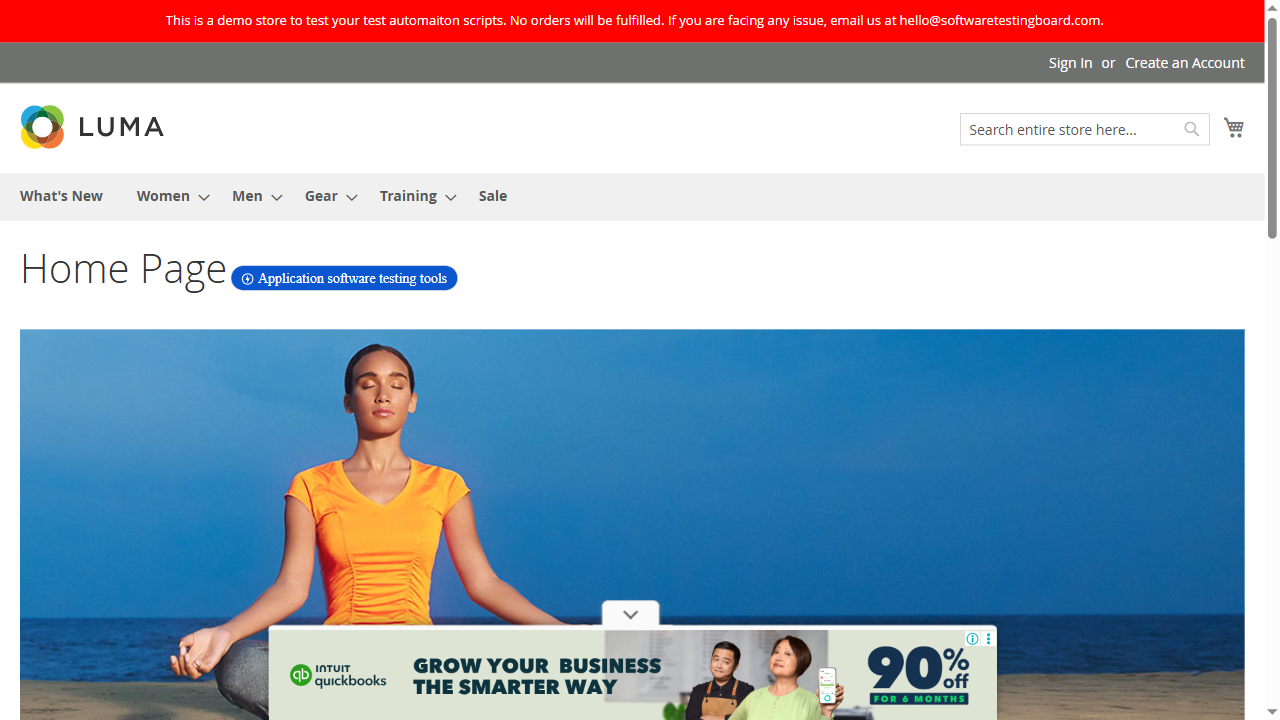 This is a demo store to test your test automaiton scripts. No orders will be fulfilled. If you are facing any issue, email us at hello@softwaretestingboard.com.
Sign In or Create an Account
LUMA
Search entire store here...
What's New Women Men Gear Training Sale
Home Page
Application software testing tools
INTUIT
quickbooks
GROW YOUR BUSINESS
THE SMARTER WAY
90% off
FOR 6 MONTHS